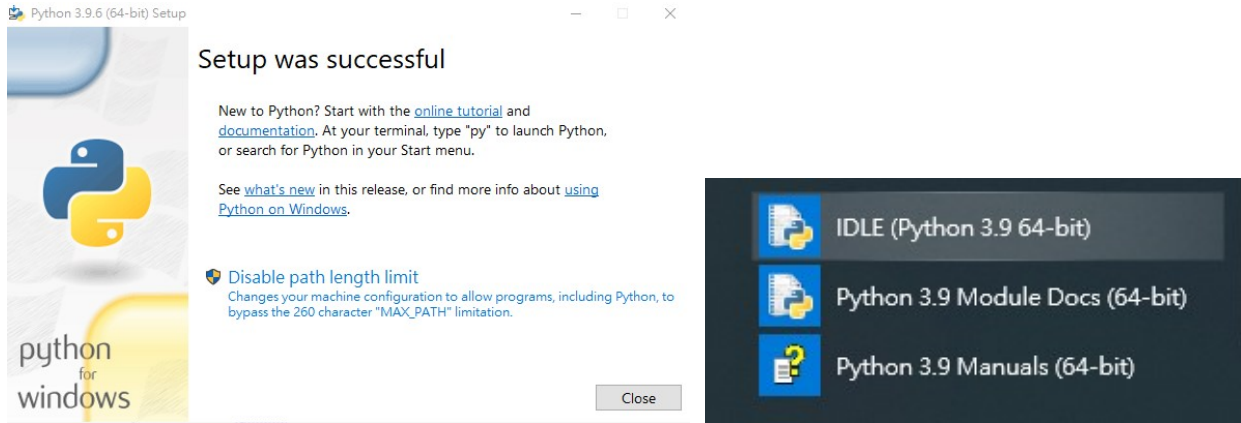 Python 3.9.6 (64-bit) Setup
Setup was successful
New to Python? Start with the online tutorial and
documentation. At your terminal, type "py" to launch Python,
or search for Python in your Start menu.
See what's new in this release, or find more info about using
Python on Windows.
Disable path length limit
Changes your machine configuration to allow programs, including Python, to
bypass the 260 character "MAX_PATH" limitation.
python
for
windows
Close
IDLE (Python 3.9 64-bit)
Python 3.9 Module Docs (64-bit)
Python 3.9 Manuals (64-bit)